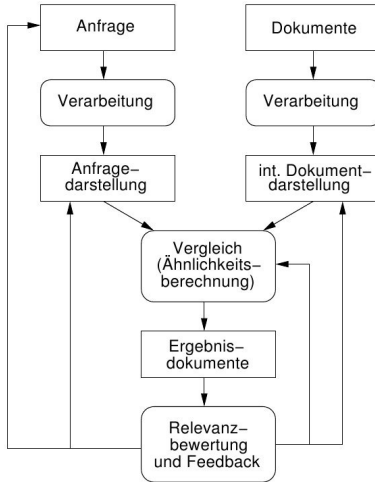 Anfrage
Dokumente
Verarbeitung
Verarbeitung
Anfrage-
darstellung
int. Dokument-
darstellung
Vergleich
(Ähnlichkeits-
berechnung)
Ergebnis-
dokumente
Relevanz-
bewertung
und Feedback